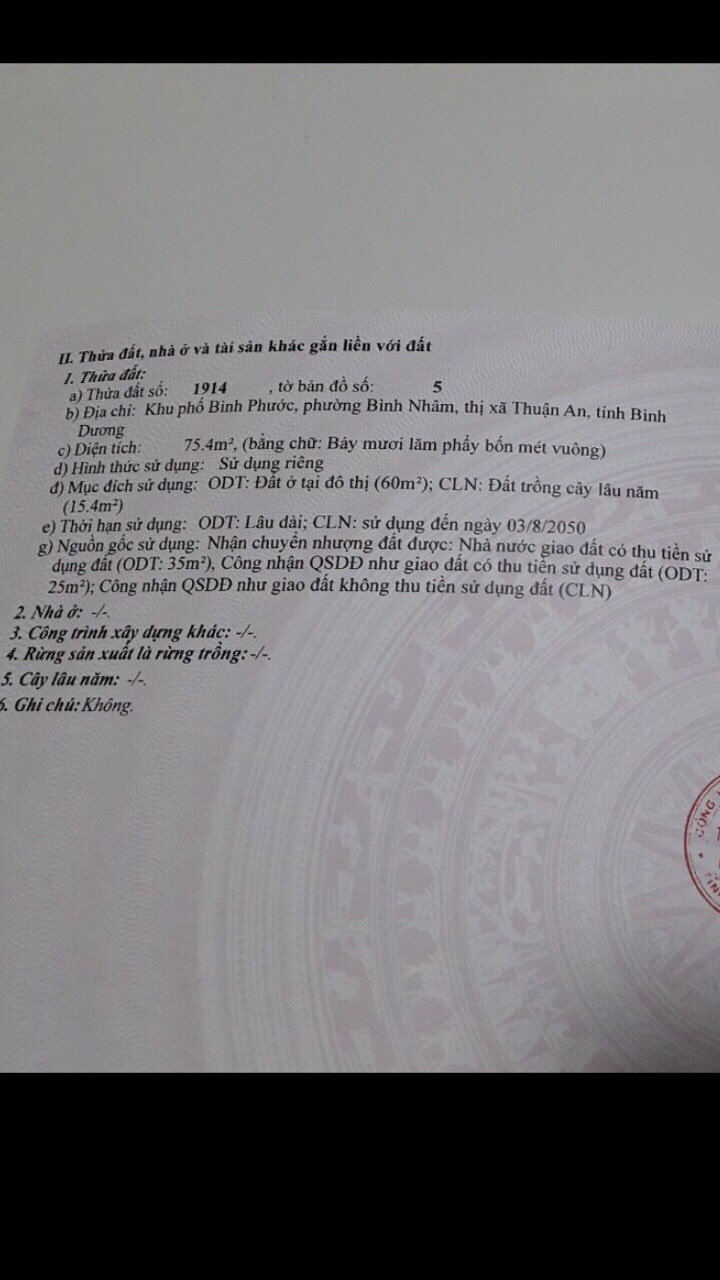 II. Thửa đất, nhà ở và tài sản khác gắn liền với đất
1. Thửa đất:
a) Thửa đất số: 1914 , tờ bản đồ số: 5
b) Địa chỉ: Khu phố Bình Phước, phường Bình Nhâm, thị xã Thuận An, tỉnh Bình
Dương
c) Diện tích: 75.4m², (bằng chữ: Bảy mươi lăm phẩy bốn mét vuông)
d) Hình thức sử dụng: Sử dụng riêng
đ) Mục đích sử dụng: ODT: Đất ở tại đô thị (60m²); CLN: Đất trồng cây lâu năm
(15.4m²)
e) Thời hạn sử dụng: ODT: Lâu dài; CLN: sử dụng đến ngày 03/8/2050
g) Nguồn gốc sử dụng: Nhận chuyển nhượng đất được: Nhà nước giao đất có thu tiền sử
dụng đất (ODT: 35m²), Công nhận QSDĐ như giao đất có thu tiền sử dụng đất (ODT:
25m²); Công nhận QSDĐ như giao đất không thu tiền sử dụng đất (CLN)
2. Nhà ở: -/-.
3. Công trình xây dựng khác: -/-.
4. Rừng sản xuất là rừng trồng: -/-.
5. Cây lâu năm: -/-.
6. Ghi chú: Không.
CỘNG